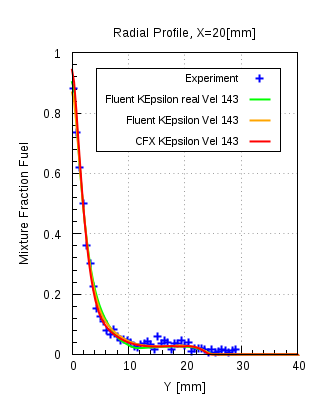 Radial Profile, X=20[mm]
1
0.8
0.6
0.4
0.2
0
Mixture Fraction Fuel
Experiment
Fluent KEpsilon real Vel 143
Fluent KEpsilon Vel 143
CFX KEpsilon Vel 143
0 10 20 30 40
Y [mm]